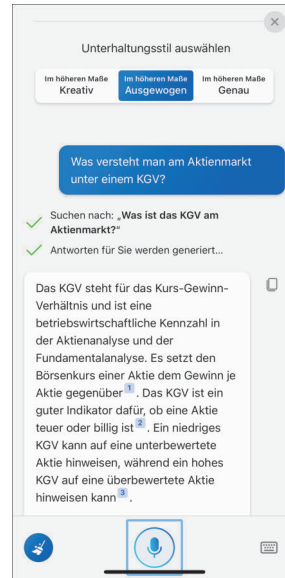 Unterhaltungsstil auswählen
Im höheren Maße
Kreativ
Im höheren Maße
Ausgewogen
Im höheren Maße
Genau
Was versteht man am Aktienmarkt
unter einem KGV?
Suchen nach: „Was ist das KGV am
Aktienmarkt?“
Antworten für Sie werden generiert...
Das KGV steht für das Kurs-Gewinn-
Verhältnis und ist eine
betriebswirtschaftliche Kennzahl in
der Aktienanalyse und der
Fundamentalanalyse. Es setzt den
Börsenkurs einer Aktie dem Gewinn je
Aktie gegenüber 1 . Das KGV ist ein
guter Indikator dafür, ob eine Aktie
teuer oder billig ist 2 . Ein niedriges
KGV kann auf eine unterbewertete
Aktie hinweisen, während ein hohes
KGV auf eine überbewertete Aktie
hinweisen kann 3 .